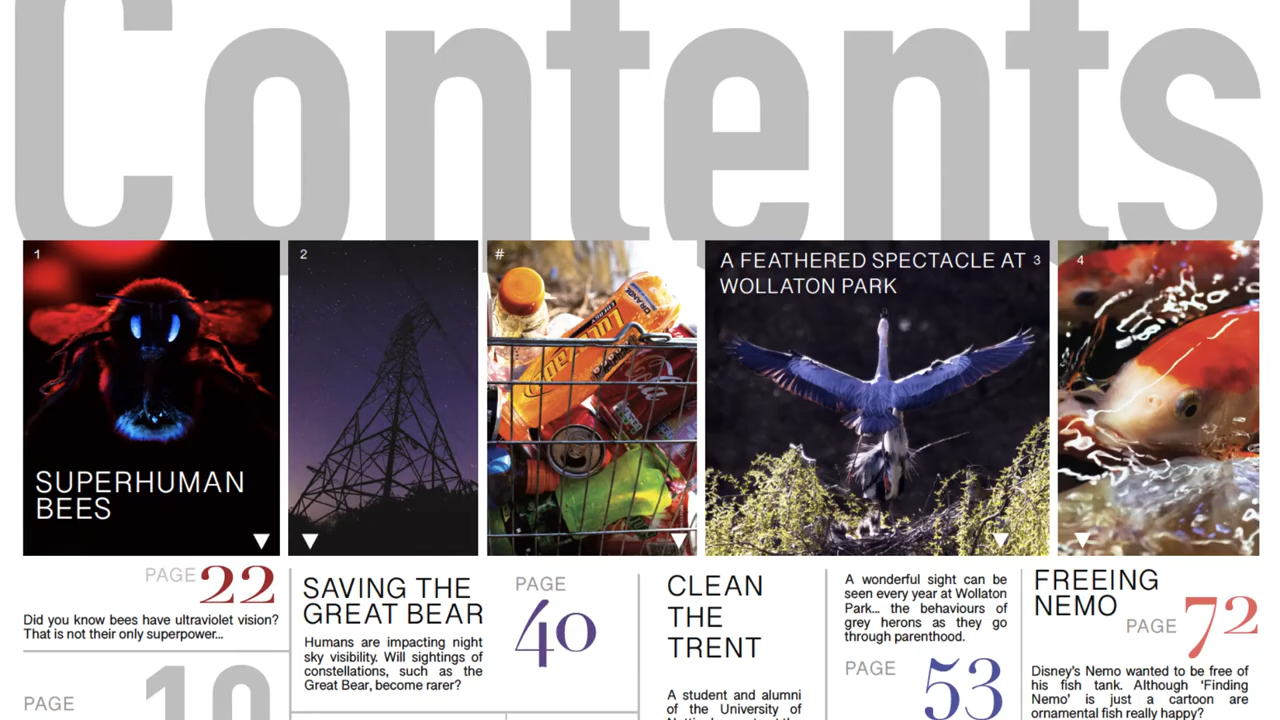 Contents
1
SUPERHUMAN
BEES
2
#
ORANGE
ENERGY
A FEATHERED SPECTACLE AT 3
WOLLATON PARK
4
PAGE 22
Did you know bees have ultraviolet vision?
That is not their only superpower...
PAGE
SAVING THE
GREAT BEAR
Humans are impacting night
sky visibility. Will sightings of
constellations, such as the
Great Bear, become rarer?
PAGE
40
CLEAN
THE
TRENT
A student and alumni
of the University of
A wonderful sight can be
seen every year at Wollaton
Park... the behaviours of
grey herons as they go
through parenthood.
PAGE
53
FREEING
NEMO
PAGE 72
Disney's Nemo wanted to be free of
his fish tank. Although 'Finding
Nemo' is just a cartoon are
ornamental fish really happy?